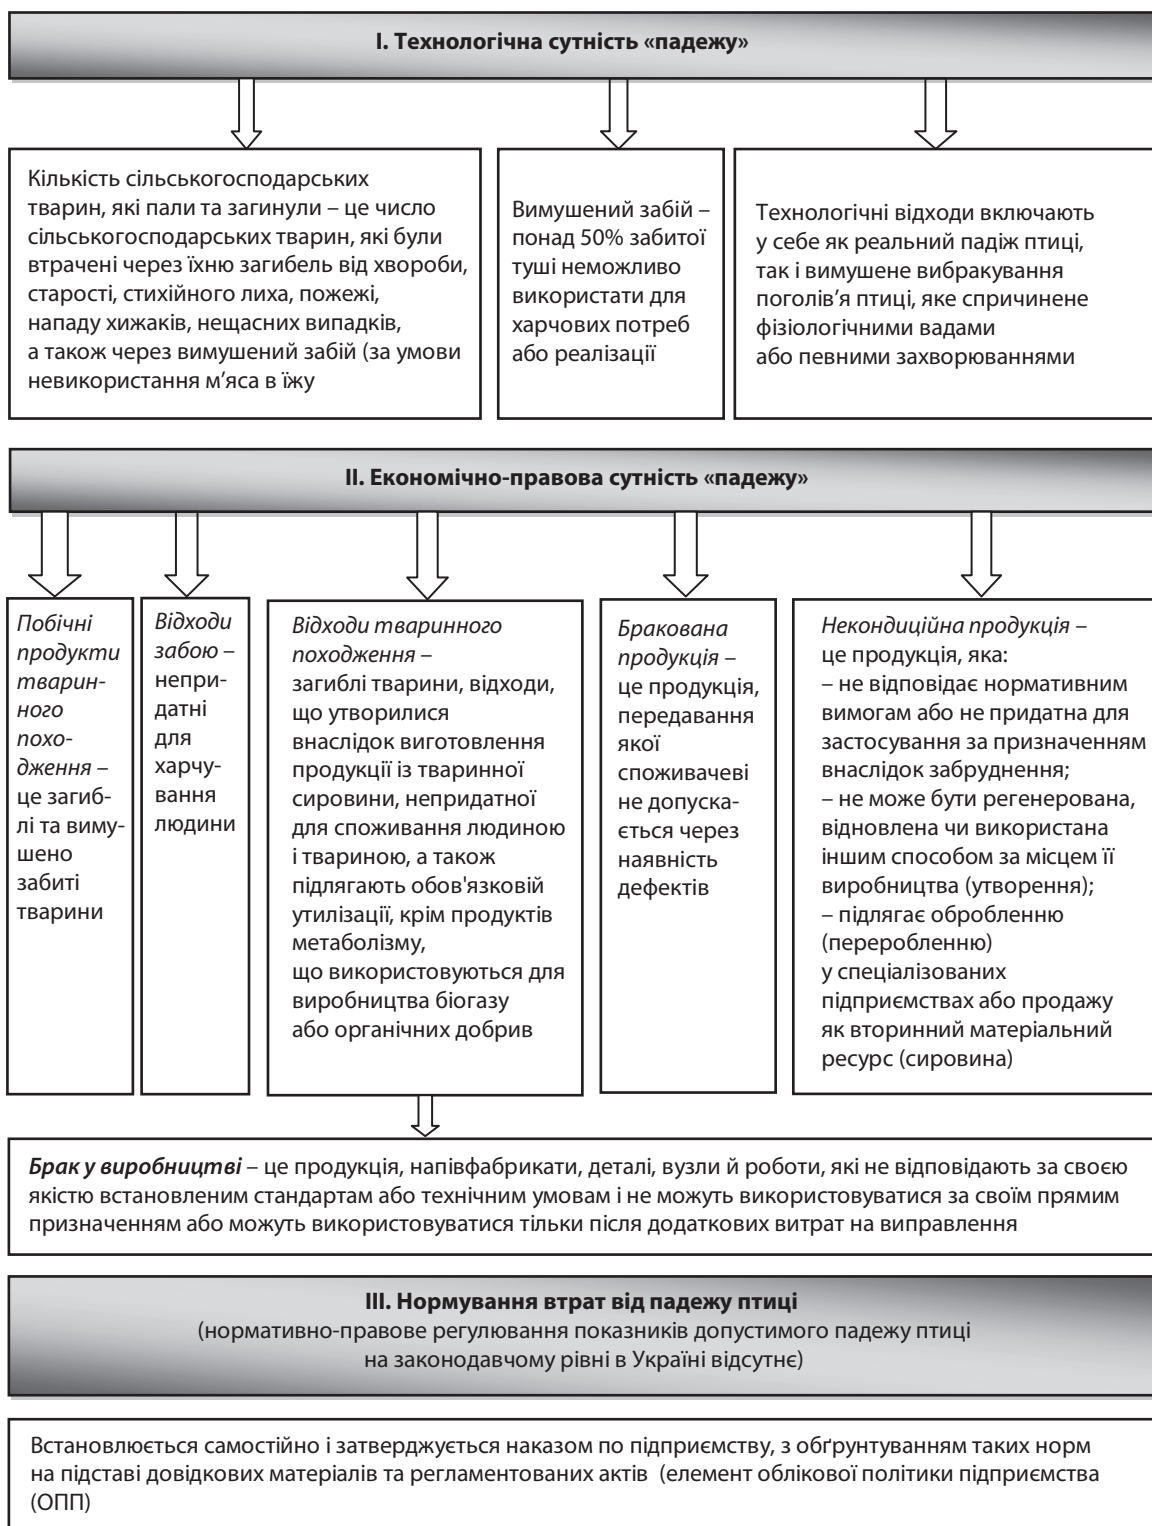 I. Технологічна сутність «падежу»
Кількість сільськогосподарських
тварин, які пали та загинули – це число
сільськогосподарських тварин, які були
втрачені через їхню загибель від хвороби,
старості, стихійного лиха, пожежі,
нападу хижаків, нещасних випадків,
а також через вимушений забій (за умови
невикористання м’яса в їжу
Вимушений забій –
понад 50% забитої
туші неможливо
використати для
харчових потреб
або реалізації
Технологічні відходи включають
у себе як реальний падіж птиці,
так і вимушене вибракування
поголів’я птиці, яке спричинене
фізіологічними вадами
або певними захворюваннями
II. Економічно-правова сутність «падежу»
Побічні
продукти
тварин-
ного
похо-
дження –
це загиб-
лі та виму-
шено
забиті
тварини
Відходи
забою –
непри-
датні
для
харчу-
вання
людини
Відходи тваринного
походження –
загиблі тварини, відходи,
що утворилися
внаслідок виготовлення
продукції із тваринної
сировини, непридатної
для споживання людиною
і твариною, а також
підлягають обов'язковій
утилізації, крім продуктів
метаболізму,
що використовуються для
виробництва біогазу
або органічних добрив
Бракована
продукція –
це продукція,
передавання
якої
споживачеві
не допуска-
ється через
наявність
дефектів
Некондиційна продукція –
це продукція, яка:
– не відповідає нормативним
вимогам або не придатна для
застосування за призначенням
внаслідок забруднення;
– не може бути регенерована,
відновлена чи використана
іншим способом за місцем її
виробництва (утворення);
– підлягає обробленню
(переробленню)
у спеціалізованих
підприємствах або продажу
як вторинний матеріальний
ресурс (сировина)
Брак у виробництві – це продукція, напівфабрикати, деталі, вузли й роботи, які не відповідають за своєю
якістю встановленим стандартам або технічним умовам і не можуть використовуватися за своїм прямим
призначенням або можуть використовуватися тільки після додаткових витрат на виправлення
III. Нормування втрат від падежу птиці
(нормативно-правове регулювання показників допустимого падежу птиці
на законодавчому рівні в Україні відсутнє)
Встановлюється самостійно і затверджується наказом по підприємству, з обґрунтуванням таких норм
на підставі довідкових матеріалів та регламентованих актів (елемент облікової політики підприємства
(ОПП)